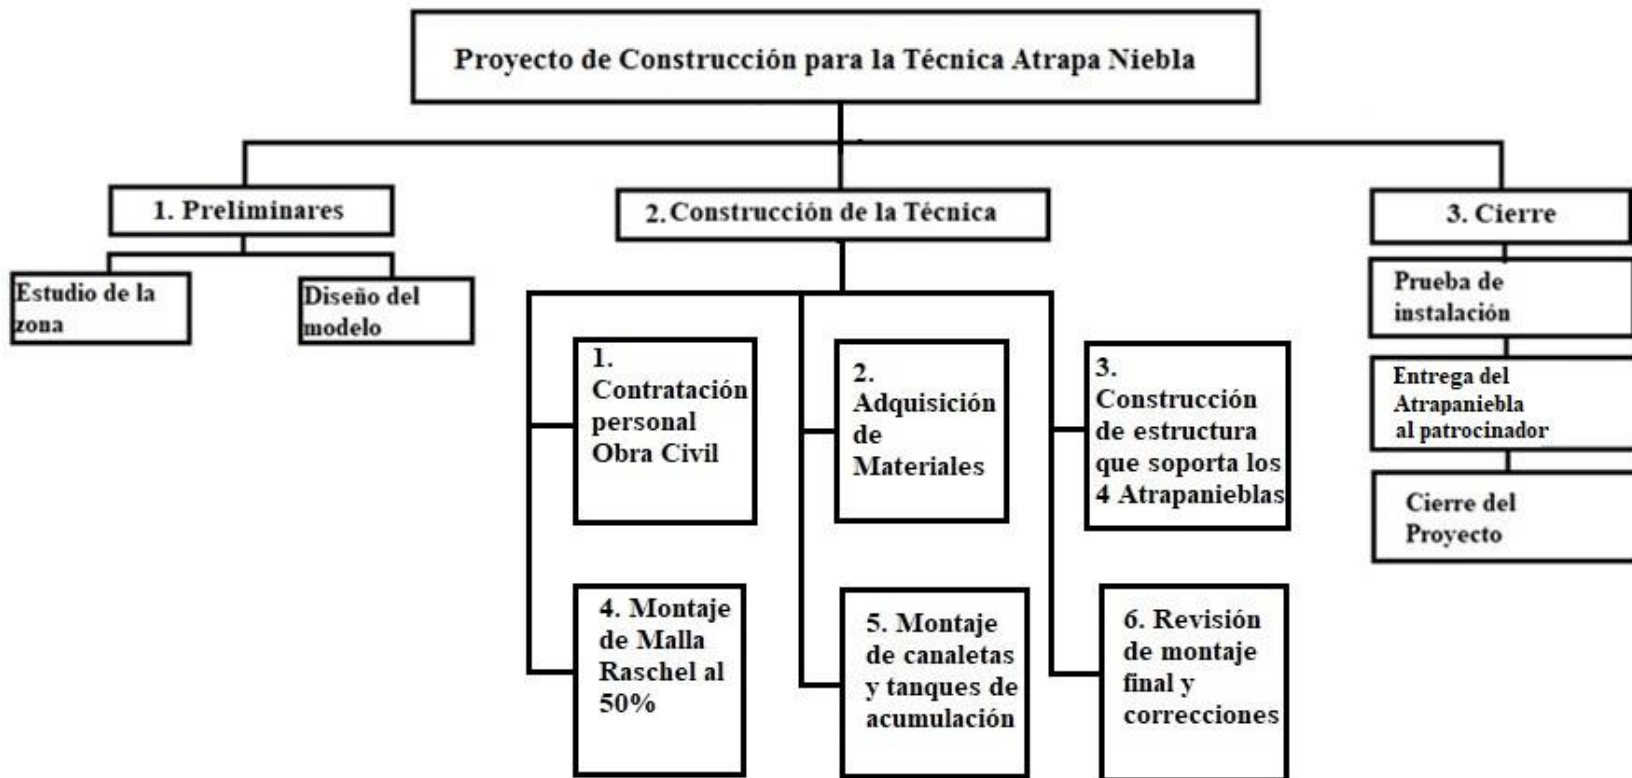 Proyecto de Construcción para la Técnica Atrapa Niebla
1. Preliminares
Estudio de la
zona
Diseño del
modelo
2. Construcción de la Técnica
1.
Contratación
personal
Obra Civil
2.
Adquisición
de
Materiales
3.
Construcción
de estructura
que soporta los
4 Atrapanieblas
4. Montaje
de Malla
Raschel al
50%
5. Montaje
de canaletas
y tanques de
acumulación
6. Revisión
de montaje
final y
correcciones
3. Cierre
Prueba de
instalación
Entrega del
Atrapaniebla
al patrocinador
Cierre del
Proyecto